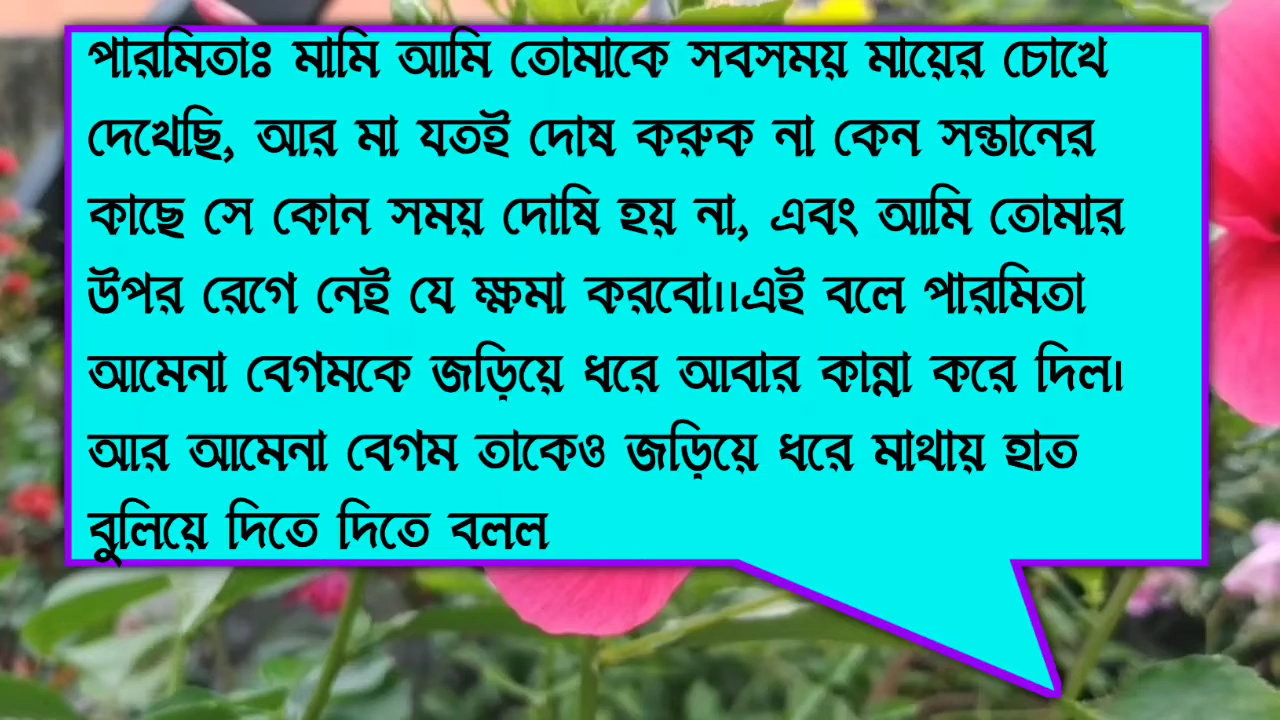 পারমিতাঃ মামি আমি তোমাকে সবসময় মায়ের চোখে
দেখেছি, আর মা যতই দোষ করুক না কেন সন্তানের
কাছে সে কোন সময় দোষি হয় না, এবং আমি তোমার
উপর রেগে নেই যে ক্ষমা করবো।।এই বলে পারমিতা
আমেনা বেগমকে জড়িয়ে ধরে আবার কান্না করে দিল।
আর আমেনা বেগম তাকেও জড়িয়ে ধরে মাথায় হাত
বুলিয়ে দিতে দিতে বলল